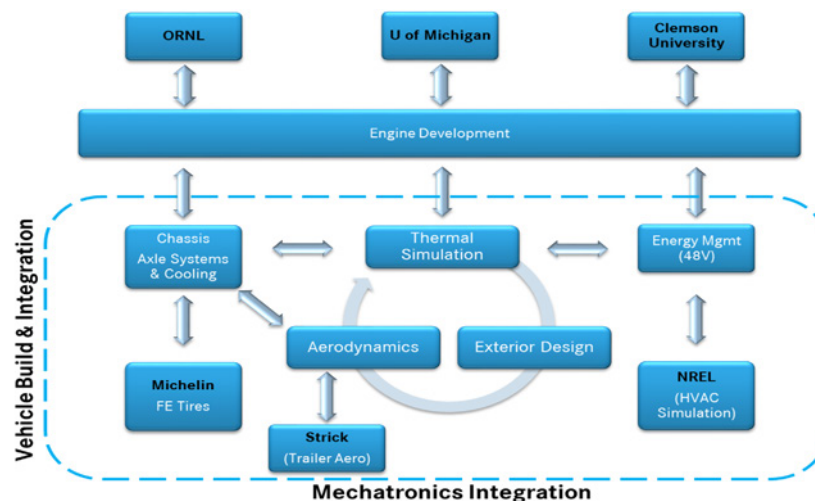 ORNL
U of Michigan
Clemson
University
Engine Development
Vehicle Build & Integration
Chassis
Axle Systems
& Cooling
Thermal
Simulation
Energy Mgmt
(48V)
Aerodynamics
Exterior Design
Michelin
FE Tires
NREL
(HVAC
Simulation)
Strick
(Trailer Aero)
Mechatronics Integration